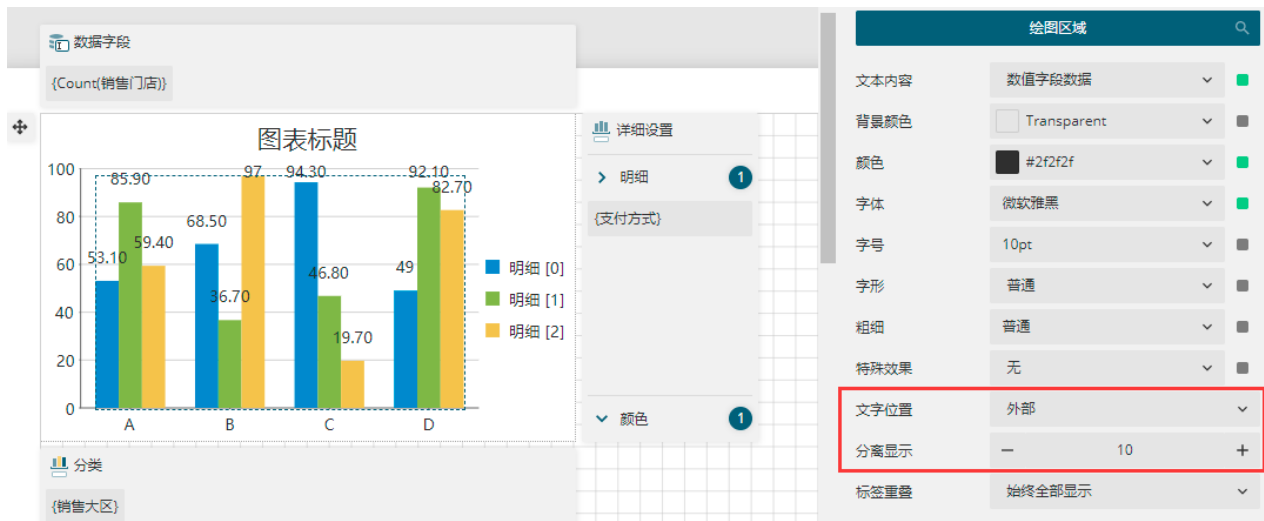 数据字段
{Count(销售门店)}
图表标题
100
80
60
40
20
0
53.10
85.90
59.40
68.50
36.70
97
94.30
46.80
19.70
49
92.10
82.70
A
B
C
D
明细 [0]
明细 [1]
明细 [2]
分类
{销售大区}
详细设置
明细
1
{支付方式}
颜色
1
绘图区域
文本内容 数值字段数据
背景颜色 Transparent
颜色 #2f2f2f
字体 微软雅黑
字号 10pt
字形 普通
粗细 普通
特殊效果 无
文字位置 外部
分离显示 — 10 +
标签重叠 始终全部显示